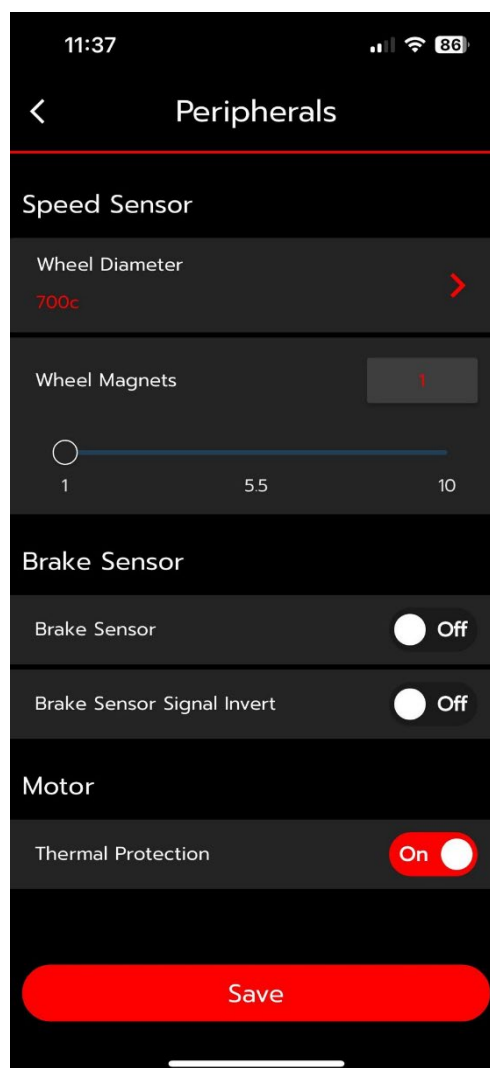 11:37
86
Peripherals
Speed Sensor
Wheel Diameter
700c
Wheel Magnets
1
1 5.5 10
Brake Sensor
Brake Sensor Off
Brake Sensor Signal Invert Off
Motor
Thermal Protection On
Save